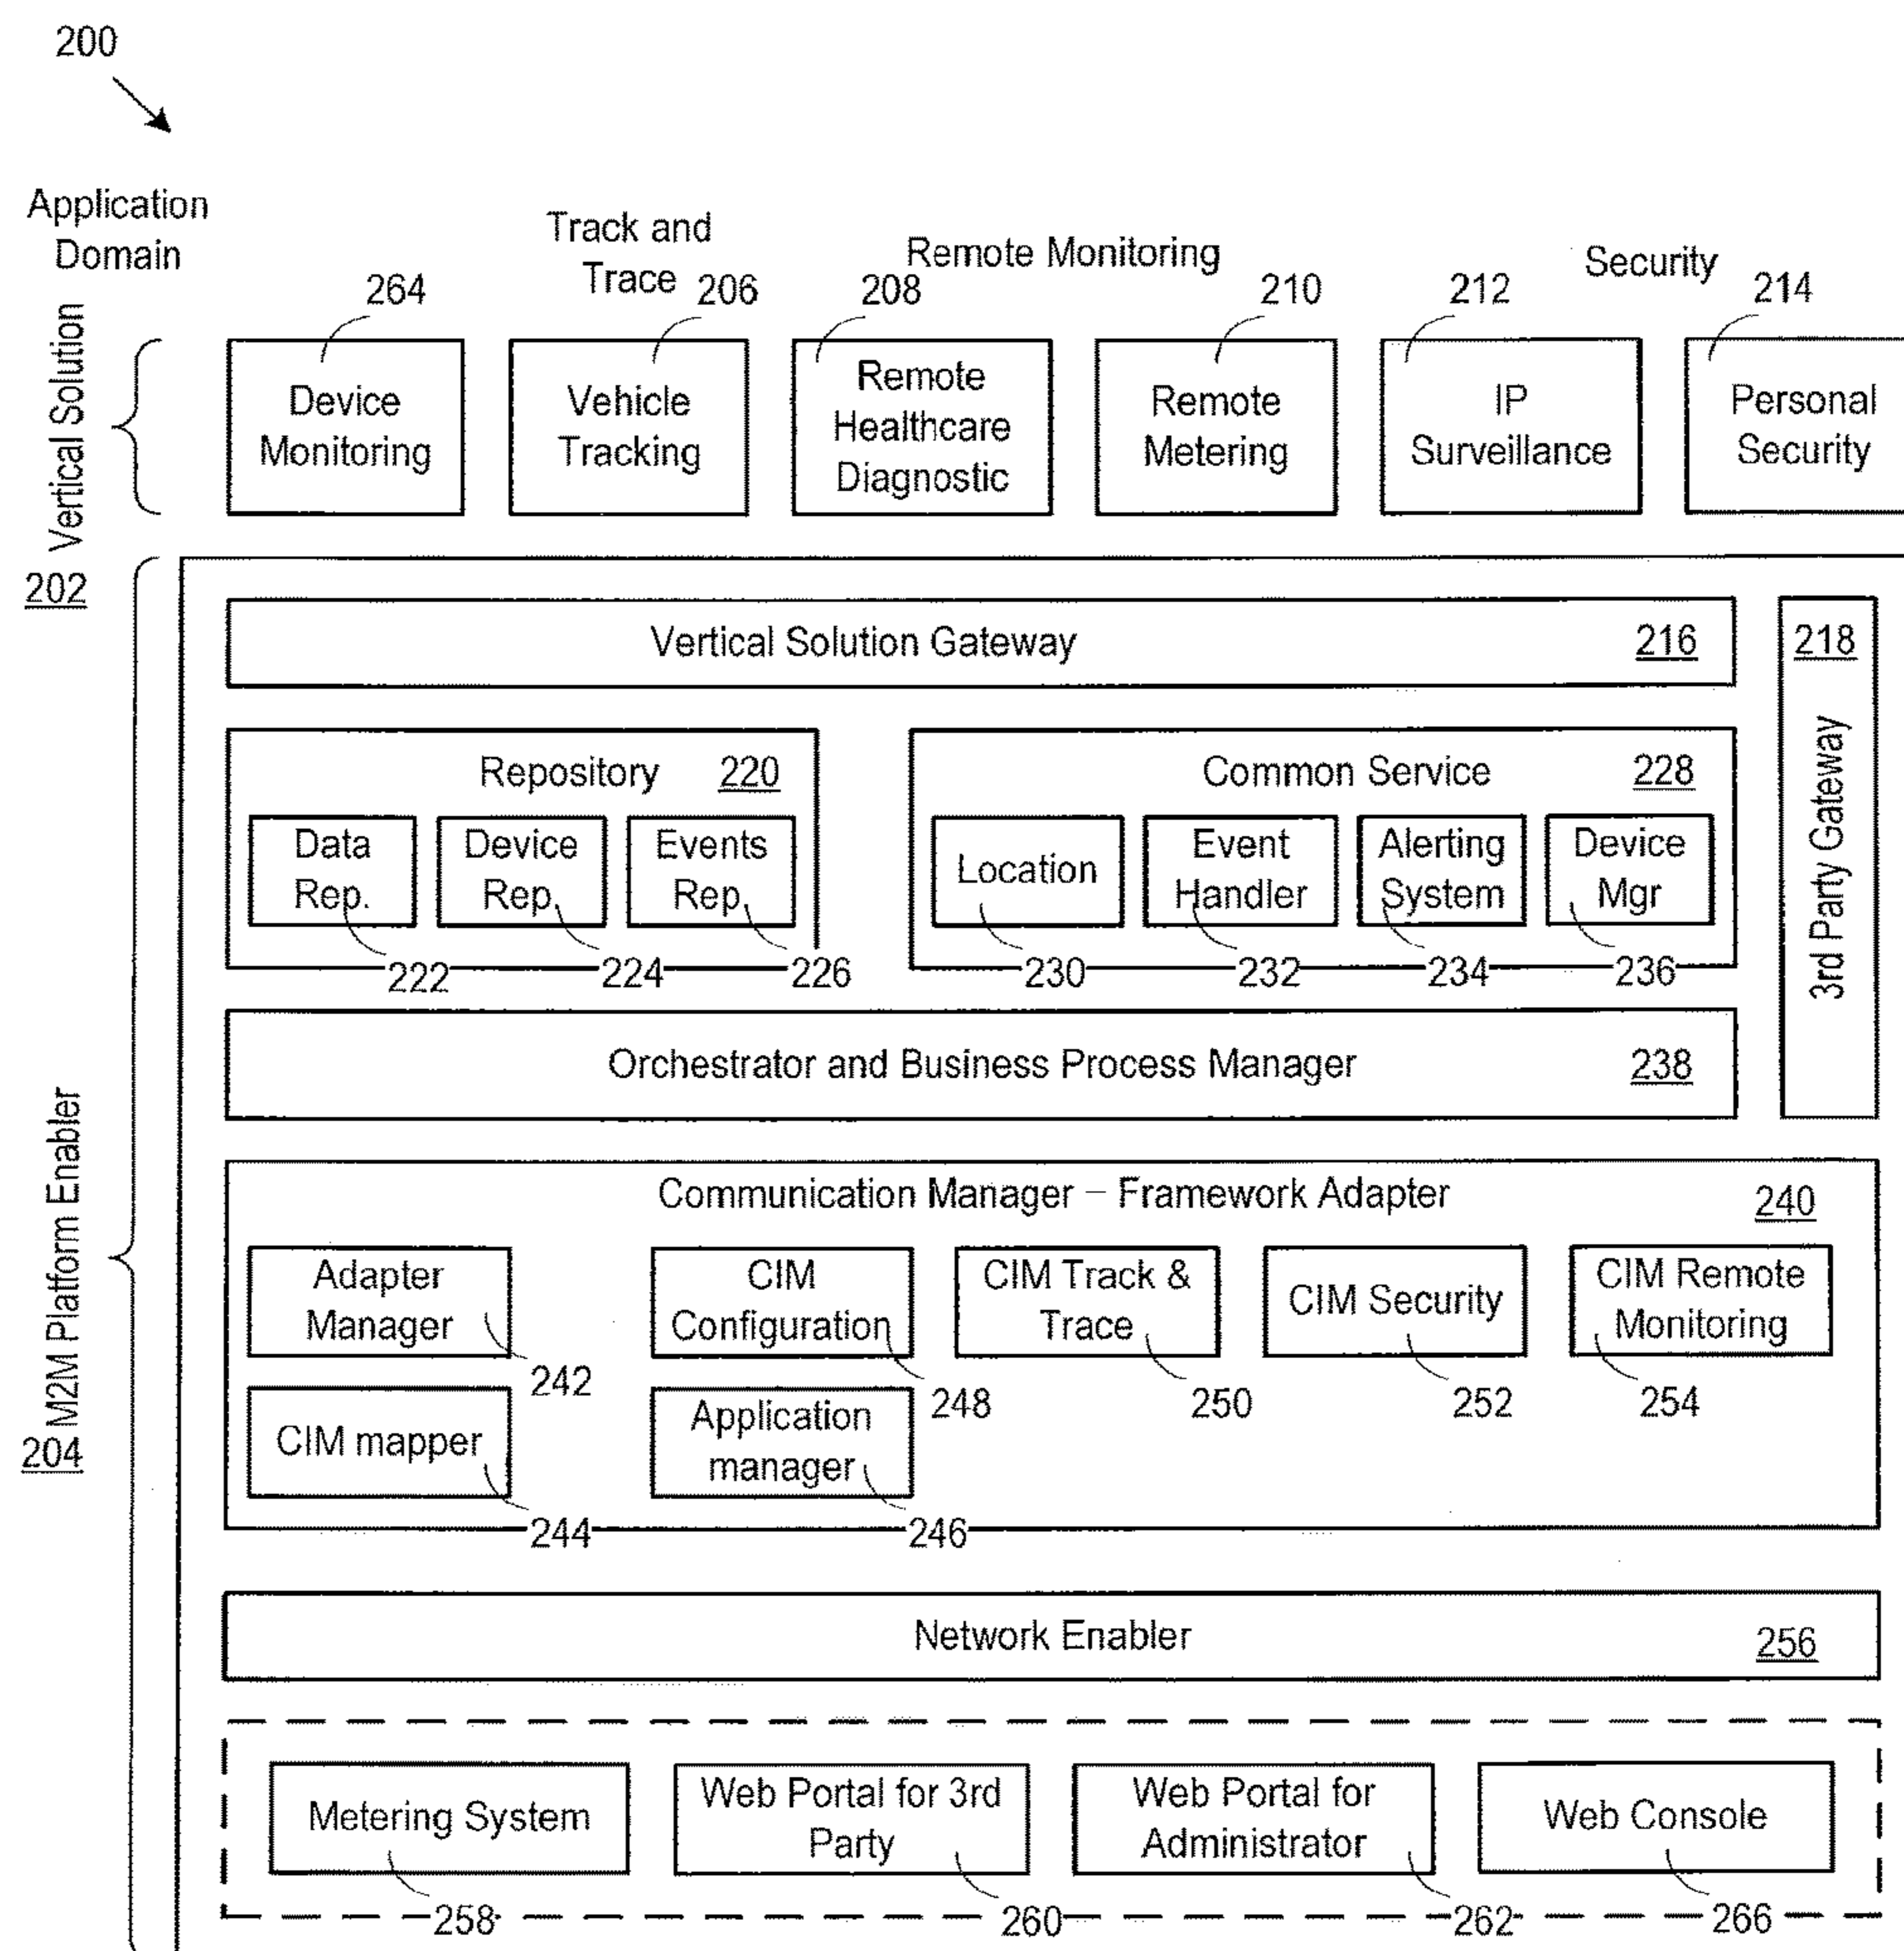 200
Application
Domain
Track and
Trace
Remote Monitoring
Security
264
206
208
210
212
214
Vertical Solution
202
Device
Monitoring
Vehicle
Tracking
Remote
Healthcare
Diagnostic
Remote
Metering
IP
Surveillance
Personal
Security
M2M Platform Enabler
204
Vertical Solution Gateway
216
218
3rd Party Gateway
Repository
220
Data
Rep.
Device
Rep.
Events
Rep.
222
224
226
Common Service
228
Location
Event
Handler
Alerting
System
Device
Mgr
230
232
234
236
Orchestrator and Business Process Manager
238
Communication Manager – Framework Adapter
240
Adapter
Manager
242
CIM
Configuration
248
CIM Track &
Trace
250
CIM Security
252
CIM Remote
Monitoring
254
CIM mapper
244
Application
manager
246
Network Enabler
256
Metering System
258
Web Portal for 3rd
Party
260
Web Portal for
Administrator
262
Web Console
266